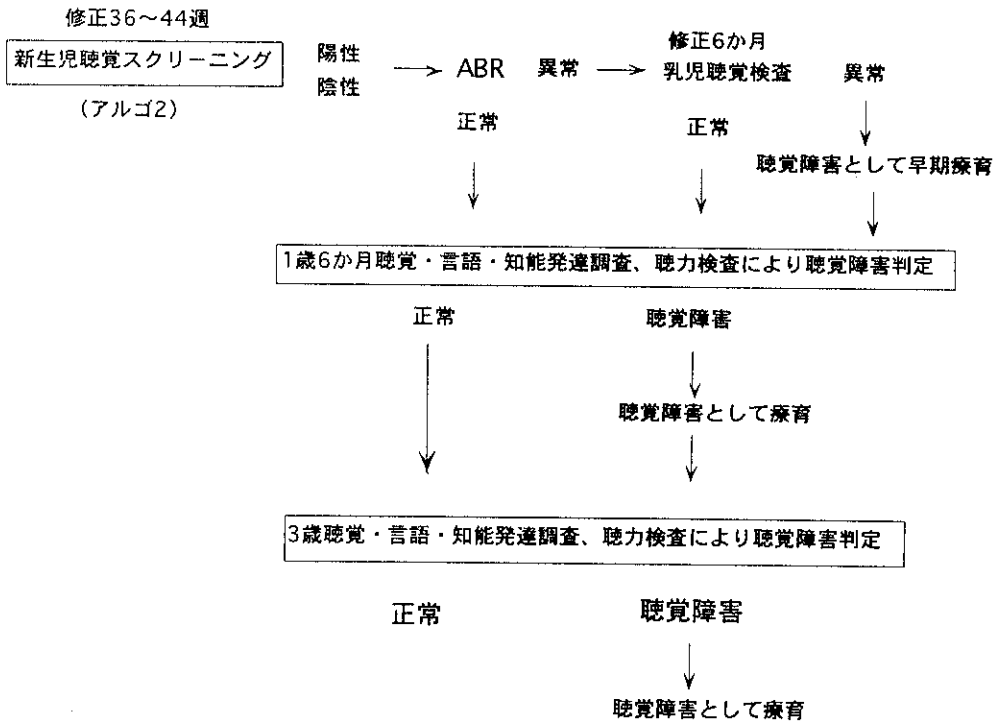 修正36～44週
新生児聴覚スクリーニング
(アルゴ2)
陽性
陰性
ABR
異常
正常
修正6か月
乳児聴覚検査
異常
正常
聴覚障害として早期療育
1歳6か月聴覚・言語・知能発達調査、聴力検査により聴覚障害判定
正常
聴覚障害
聴覚障害として療育
3歳聴覚・言語・知能発達調査、聴力検査により聴覚障害判定
正常
聴覚障害
聴覚障害として療育